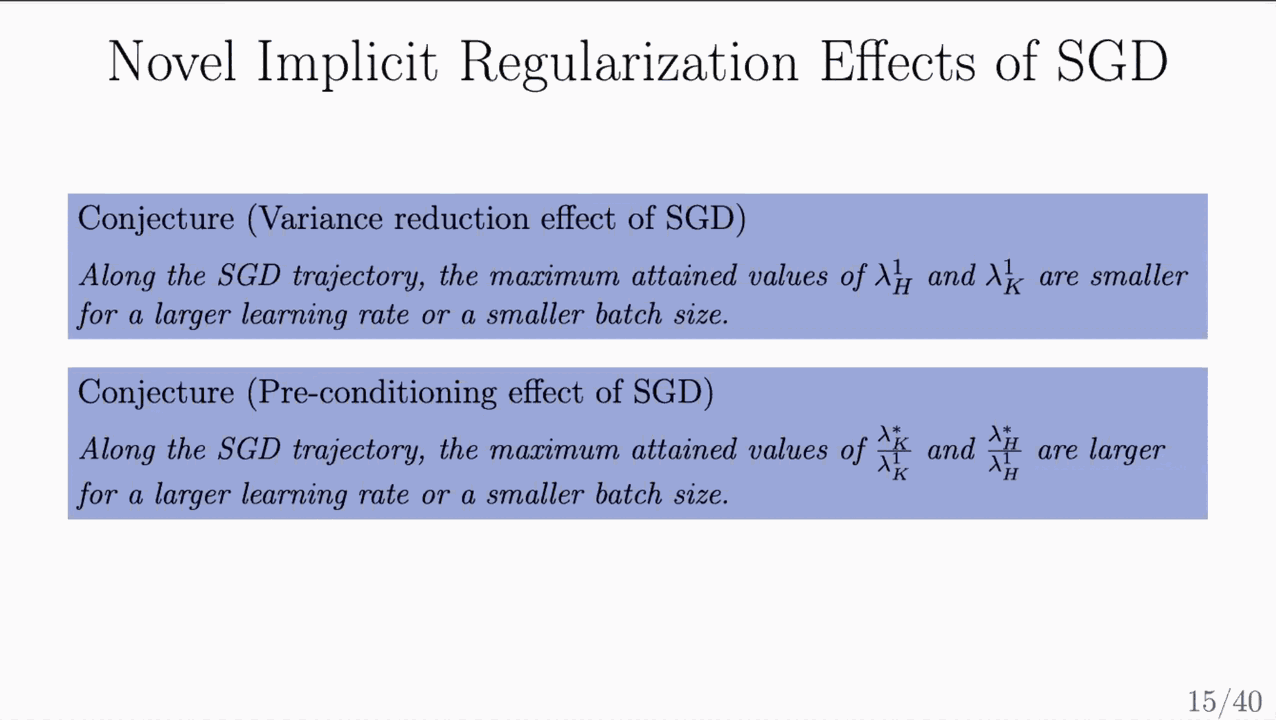 Novel Implicit Regularization Effects of SGD
Conjecture (Variance reduction effect of SGD)
Along the SGD trajectory, the maximum attained values of $\lambda_H^1$ and $\lambda_K^1$ are smaller
for a larger learning rate or a smaller batch size.
Conjecture (Pre-conditioning effect of SGD)
Along the SGD trajectory, the maximum attained values of $\frac{\lambda_K^*}{\lambda_K^1}$ and $\frac{\lambda_H^*}{\lambda_H^1}$ are larger
for a larger learning rate or a smaller batch size.
15/40